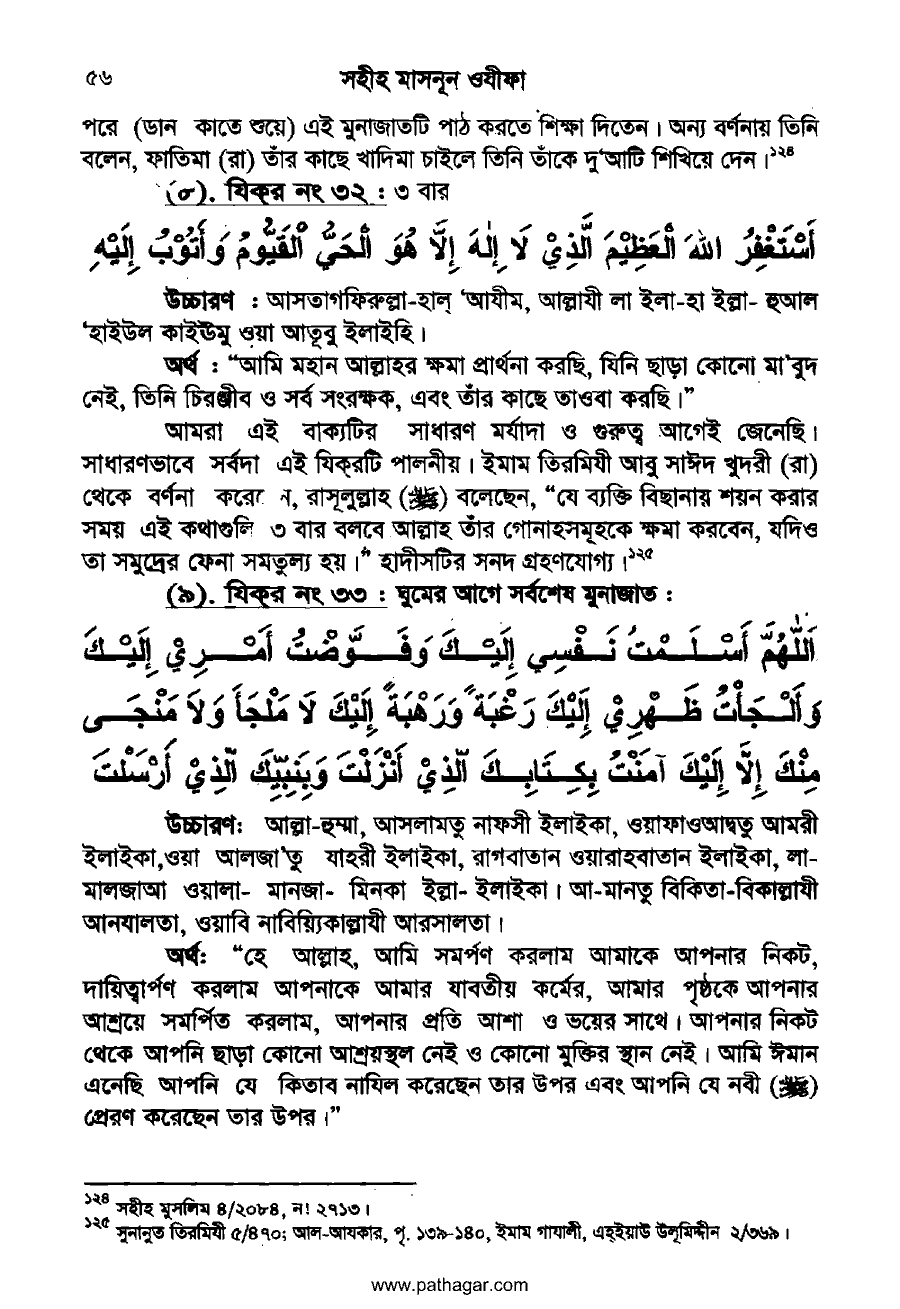 ৫৬ সহীহ মাসনূন ওযীফা
পরে (ডান কাতে শুয়ে) এই মুনাজাতটি পাঠ করতে শিক্ষা দিতেন। অন্য বর্ণনায় তিনি
বলেন, ফাতিমা (রা) তাঁর কাছে খাদিমা চাইলে তিনি তাঁকে দু‘আটি শিখিয়ে দেন।১২৪
(৮). যিক্‌র নং ৩২ : ৩ বার
أَسْتَغْفِرُ اللهَ الْعَظِيْمَ الَّذِيْ لَا إِلٰهَ إِلَّا هُوَ الْحَيُّ الْقَيُّومُ وَأَتُوْبُ إِلَيْهِ
উচ্চারণ : আসতাগফিরুল্লা-হাল্ ‘আযীম, আল্লাযী লা ইলা-হা ইল্লা- হুআল
‘হাইউল কাইউমু ওয়া আতূবু ইলাইহি।
অর্থ : “আমি মহান আল্লাহর ক্ষমা প্রার্থনা করছি, যিনি ছাড়া কোনো মা'বুদ
নেই, তিনি চিরঞ্জীব ও সর্ব সংরক্ষক, এবং তাঁর কাছে তাওবা করছি।”
আমরা এই বাক্যটির সাধারণ মর্যাদা ও গুরুত্ব আগেই জেনেছি।
সাধারণভাবে সর্বদা এই যিক্‌রটি পালনীয়। ইমাম তিরমিযী আবু সাঈদ খুদরী (রা)
থেকে বর্ণনা করে ন, রাসূলুল্লাহ (ﷺ) বলেছেন, “যে ব্যক্তি বিছানায় শয়ন করার
সময় এই কথাগুলি ৩ বার বলবে আল্লাহ তাঁর গোনাহসমূহকে ক্ষমা করবেন, যদিও
তা সমুদ্রের ফেনা সমতুল্য হয়।” হাদীসটির সনদ গ্রহণযোগ্য।১২৫
(৯). যিক্‌র নং ৩৩ : ঘুমের আগে সর্বশেষ মুনাজাত :
اَللّٰهُمَّ أَسْلَمْتُ نَفْسِي إِلَيْكَ وَفَوَّضْتُ أَمْرِيْ إِلَيْكَ
وَأَلْجَأْتُ ظَهْرِيْ إِلَيْكَ رَغْبَةً وَرَهْبَةً إِلَيْكَ لَا مَلْجَأَ وَلاَ مَنْجَى
مِنْكَ إِلَّا إِلَيْكَ آمَنْتُ بِكِتَابِكَ الَّذِيْ أَنْزَلْتَ وَبِنَبِيِّكَ الَّذِيْ أَرْسَلْتَ
উচ্চারণ: আল্লা-হুম্মা, আসলামতু নাফসী ইলাইকা, ওয়াফাওআদ্বতু আমরী
ইলাইকা,ওয়া আলজা'তু যাহরী ইলাইকা, রাগবাতান ওয়ারাহবাতান ইলাইকা, লা-
মালজাআ ওয়ালা- মানজা- মিনকা ইল্লা- ইলাইকা। আ-মানতু বিকিতা-বিকাল্লাযী
আনযালতা, ওয়াবি নাবিয়্যিকাল্লাযী আরসালতা।
অর্থ: “হে আল্লাহ, আমি সমর্পণ করলাম আমাকে আপনার নিকট,
দায়িত্বার্পণ করলাম আপনাকে আমার যাবতীয় কর্মের, আমার পৃষ্ঠকে আপনার
আশ্রয়ে সমর্পিত করলাম, আপনার প্রতি আশা ও ভয়ের সাথে। আপনার নিকট
থেকে আপনি ছাড়া কোনো আশ্রয়স্থল নেই ও কোনো মুক্তির স্থান নেই। আমি ঈমান
এনেছি আপনি যে কিতাব নাযিল করেছেন তার উপর এবং আপনি যে নবী (ﷺ)
প্রেরণ করেছেন তার উপর।”
১২৪ সহীহ মুসলিম ৪/২০৮৪, ন! ২৭১৩।
১২৫ সুনানুত তিরমিযী ৫/৪৭০; আল-আযকার, পৃ. ১৩৯-১৪০, ইমাম গাযালী, এহ্ইয়াউ উলূমিদ্দীন ২/৩৬৯।
www.pathagar.com